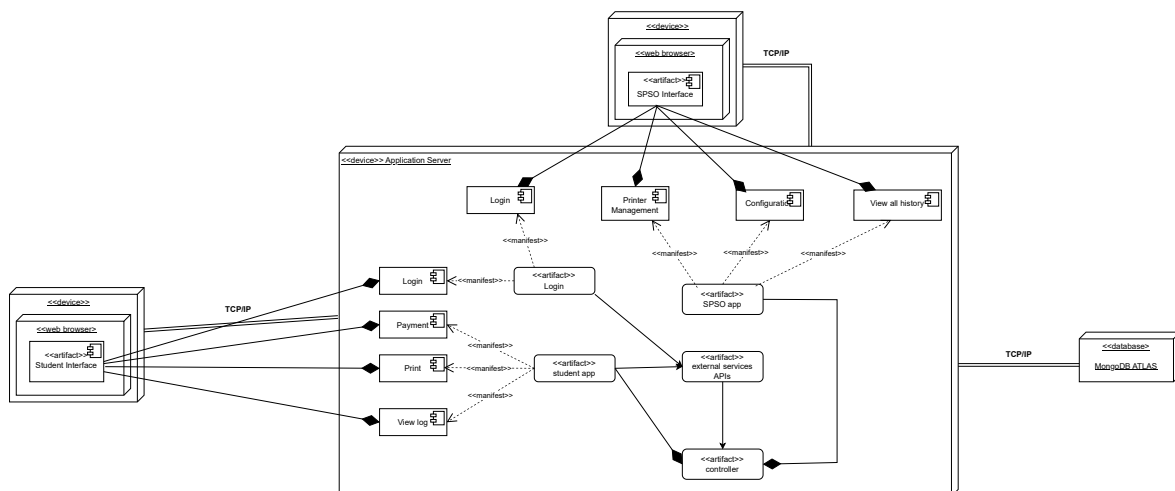 <<device>>
<<web browser>>
<<artifact>>
SPSO Interface
TCP/IP
<<device>> Application Server
Login
Printer
Management
Configuratio
View all history
<<manifest>>
<<manifest>>
<<manifest>>
<<manifest>>
Login
<<manifest>>
<<artifact>>
Login
<<artifact>>
SPSO app
<<device>>
<<web browser>>
<<artifact>>
Student Interface
TCP/IP
Payment
<<manifest>>
Print
<<manifest>>
<<artifact>>
student app
<<artifact>>
external services
APIs
<<manifest>>
View log
<<artifact>>
controller
TCP/IP
<<database>>
MongoDB ATLAS